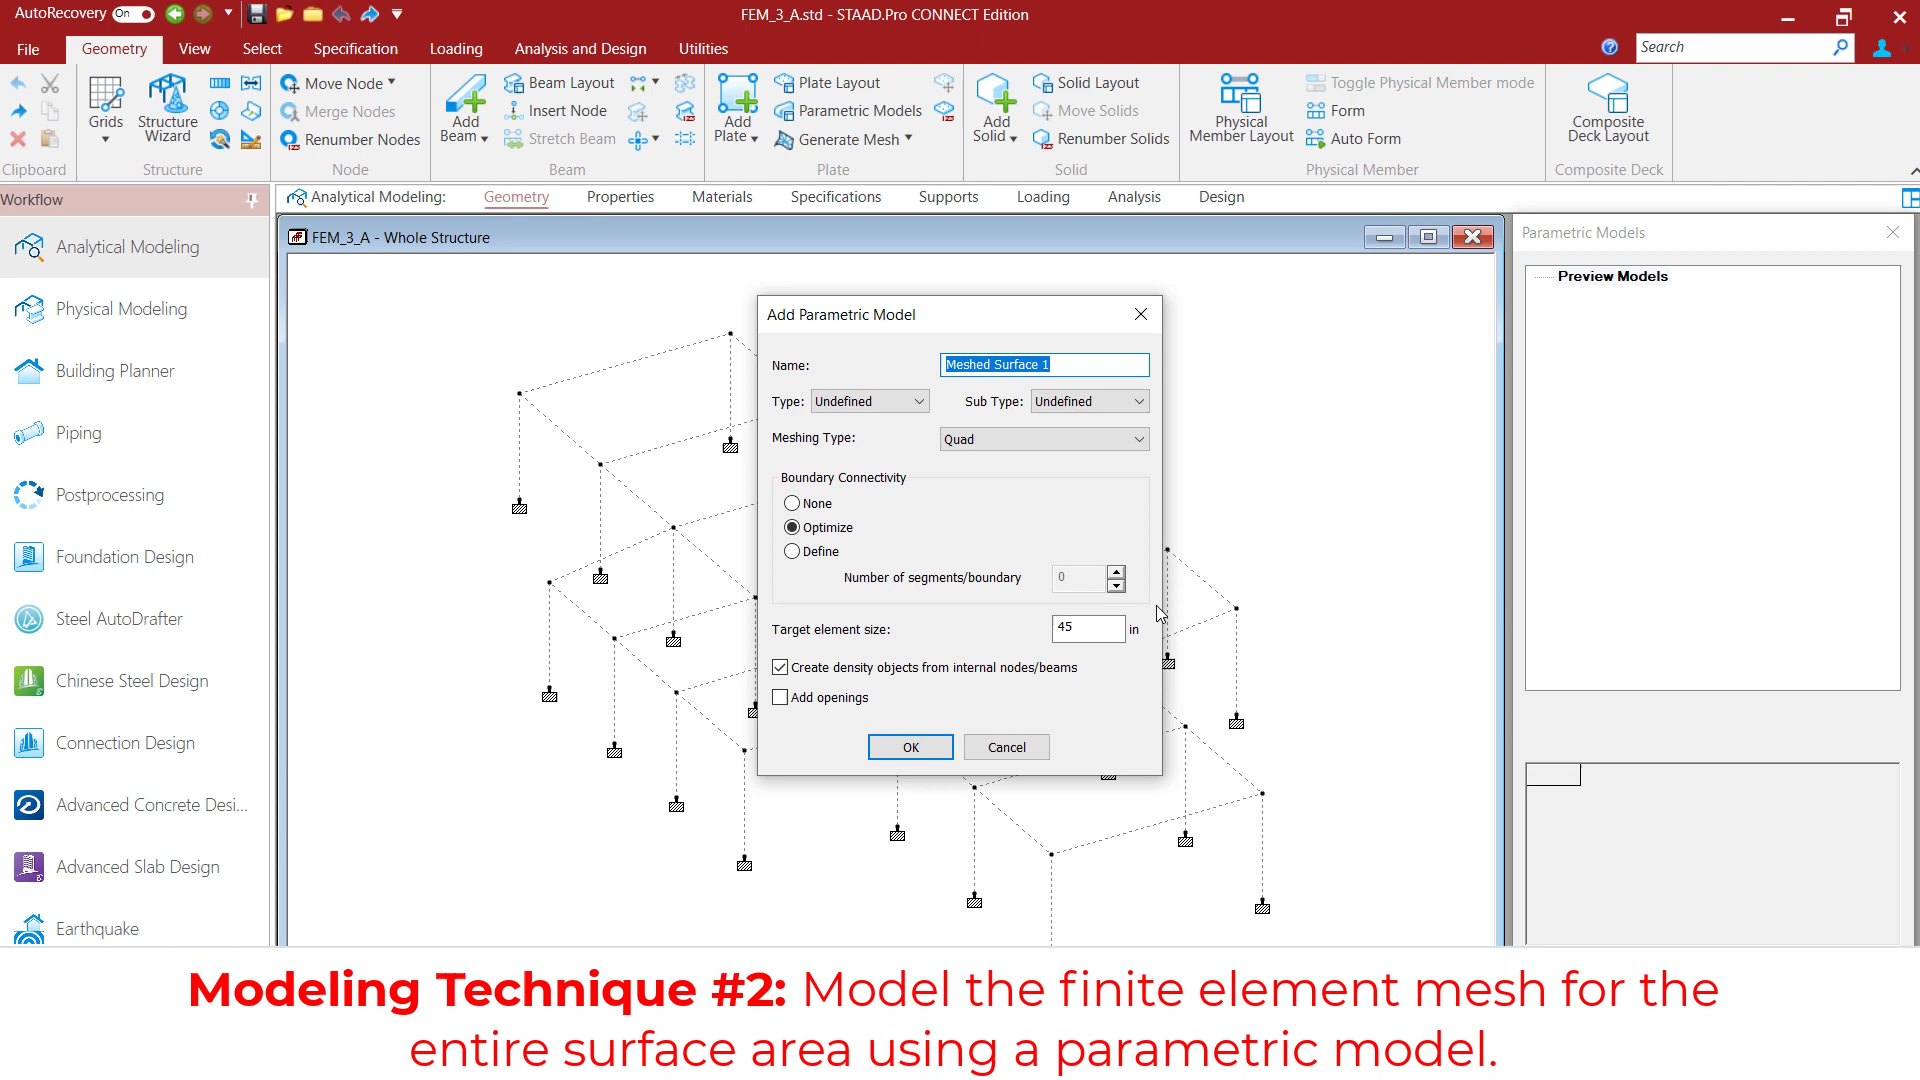 AutoRecovery On
FEM_3_A.std - STAAD.Pro CONNECT Edition
File Geometry View Select Specification Loading Analysis and Design Utilities
Search
Grids
Structure Wizard
Move Node
Merge Nodes
Renumber Nodes
Add Beam
Beam Layout
Insert Node
Stretch Beam
Add Plate
Plate Layout
Parametric Models
Generate Mesh
Add Solid
Solid Layout
Move Solids
Renumber Solids
Physical Member Layout
Toggle Physical Member mode
Form
Auto Form
Composite Deck Layout
Clipboard Structure Node Beam Plate Solid Physical Member Composite Deck
Workflow
Analytical Modeling: Geometry Properties Materials Specifications Supports Loading Analysis Design
Analytical Modeling
Physical Modeling
Building Planner
Piping
Postprocessing
Foundation Design
Steel AutoDrafter
Chinese Steel Design
Connection Design
Advanced Concrete Desi...
Advanced Slab Design
Earthquake
FEM_3_A - Whole Structure
Add Parametric Model
Name: Meshed Surface 1
Type: Undefined Sub Type: Undefined
Meshing Type: Quad
Boundary Connectivity
None
Optimize
Define
Number of segments/boundary 0
Target element size: 45 in
Create density objects from internal nodes/beams
Add openings
OK Cancel
Parametric Models
Preview Models
Modeling Technique #2: Model the finite element mesh for the
entire surface area using a parametric model.